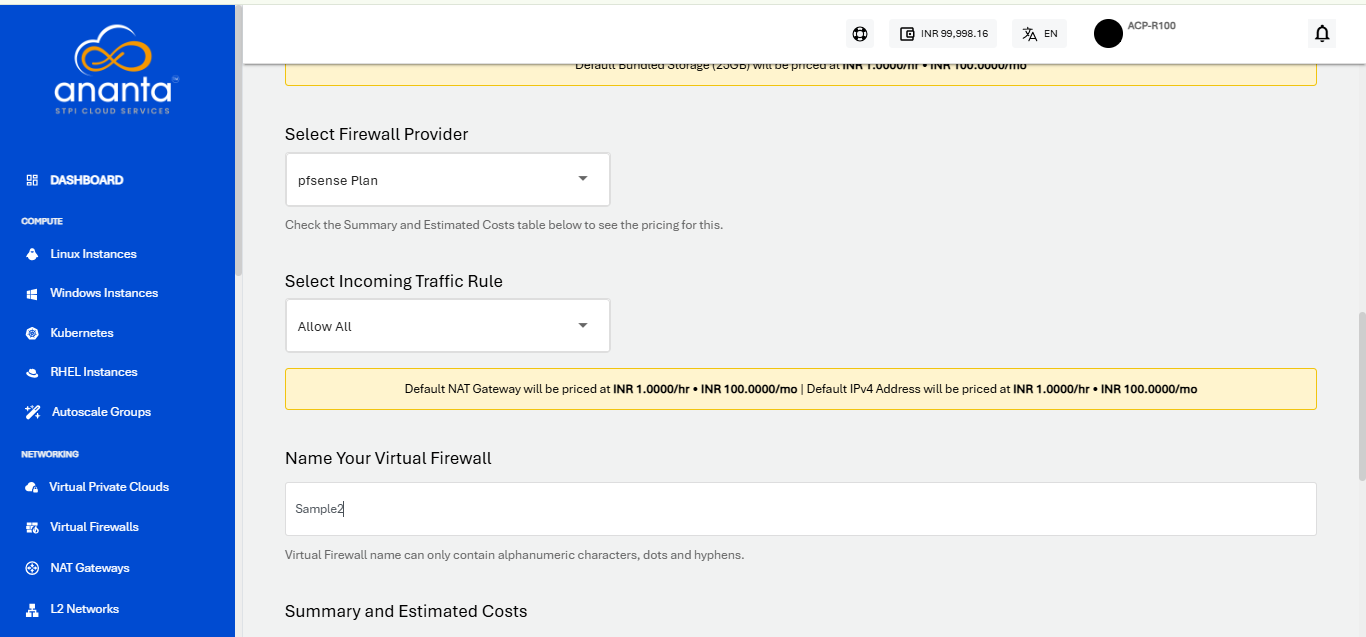 ananta
STPI CLOUD SERVICES
DASHBOARD
COMPUTE
Linux Instances
Windows Instances
Kubernetes
RHEL Instances
Autoscale Groups
NETWORKING
Virtual Private Clouds
Virtual Firewalls
NAT Gateways
L2 Networks
INR 99,998.16
EN
ACP-R100
Default Bundled Storage (25GB) will be priced at INR 1.0000/hr • INR 100.0000/mo
Select Firewall Provider
pfsense Plan
Check the Summary and Estimated Costs table below to see the pricing for this.
Select Incoming Traffic Rule
Allow All
Default NAT Gateway will be priced at INR 1.0000/hr • INR 100.0000/mo | Default IPv4 Address will be priced at INR 1.0000/hr • INR 100.0000/mo
Name Your Virtual Firewall
Sample2
Virtual Firewall name can only contain alphanumeric characters, dots and hyphens.
Summary and Estimated Costs